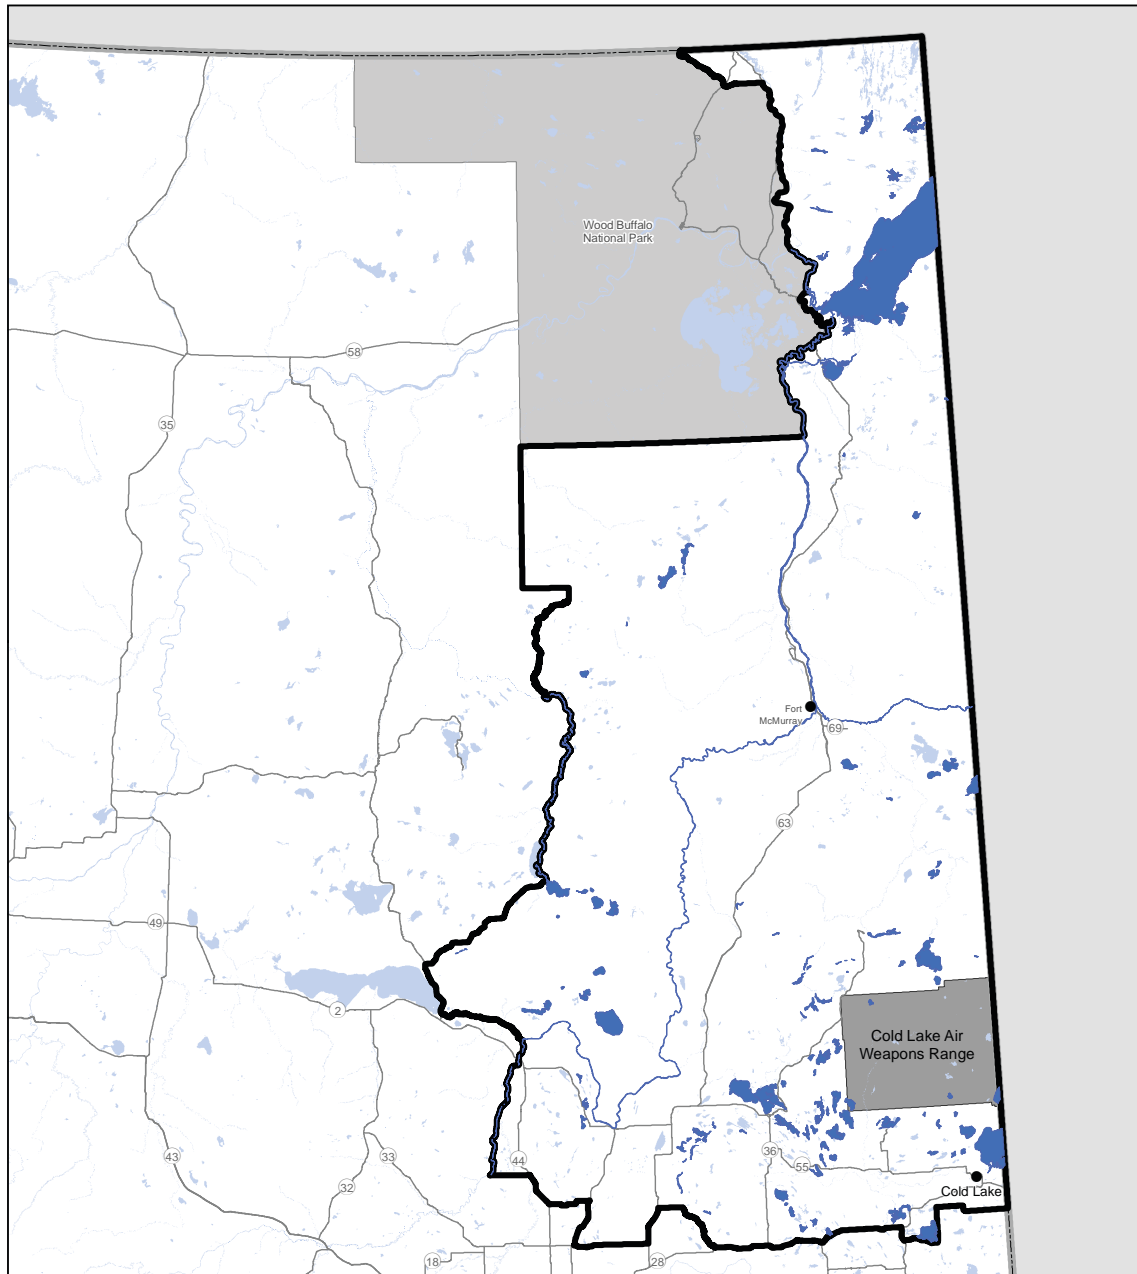 Wood Buffalo
National Park
58
35
Fort
McMurray
69
63
49
2
Cold Lake Air
Weapons Range
43
33
44
36
55
32
Cold Lake
18
28